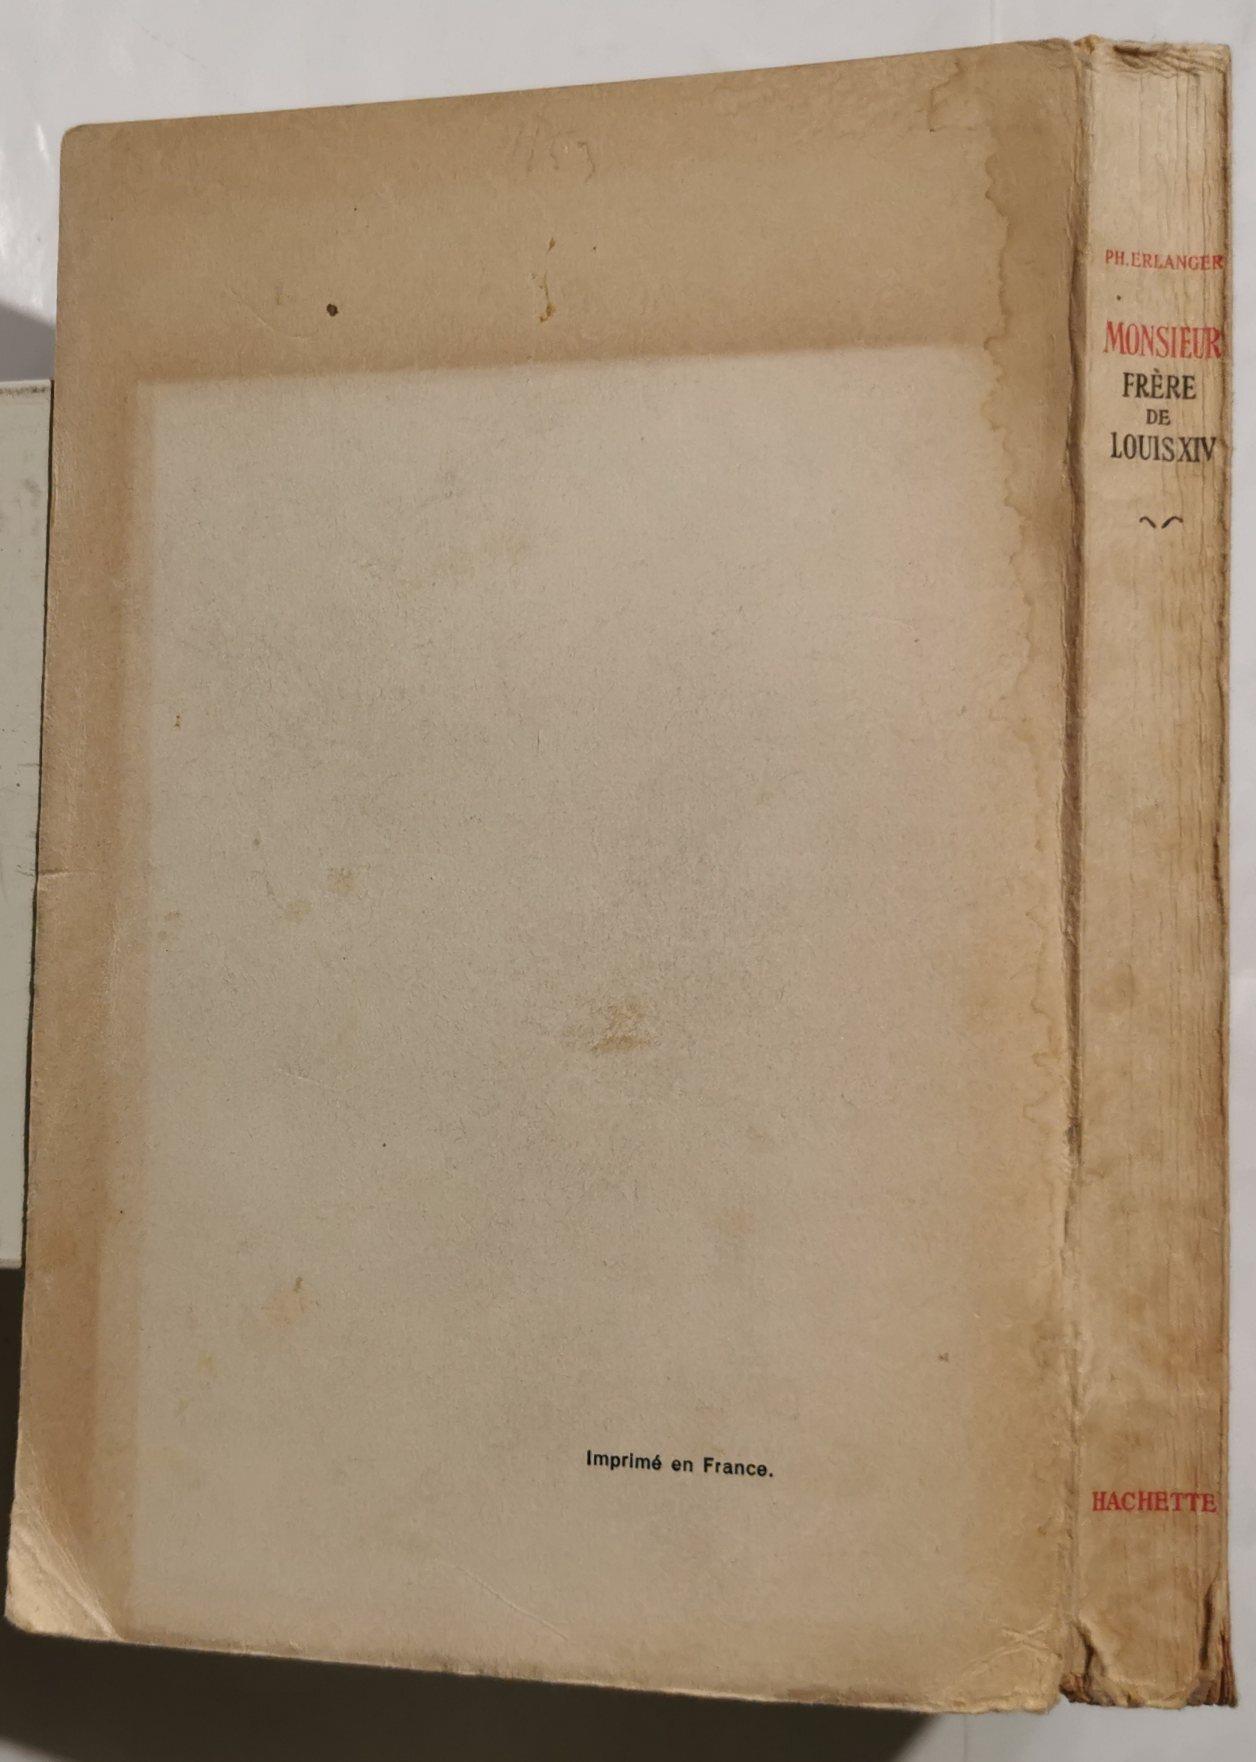 PH. ERLANGER
MONSIEUR
FRÈRE
DE
LOUIS XIV
HACHETTE
Imprimé en France.